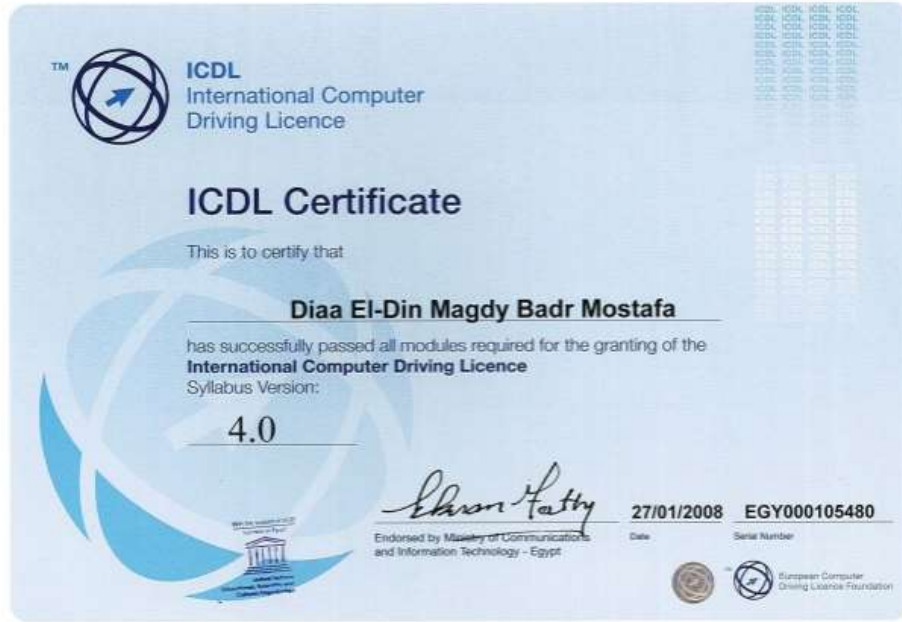 TM
ICDL
International Computer
Driving Licence
ICDL Certificate
This is to certify that
Diaa El-Din Magdy Badr Mostafa
has successfully passed all modules required for the granting of the
International Computer Driving Licence
Syllabus Version:
4.0
27/01/2008 EGY000105480
Endorsed by Ministry of Communications
and Information Technology - Egypt
Date
Serial Number
European Computer
Driving Licence Foundation